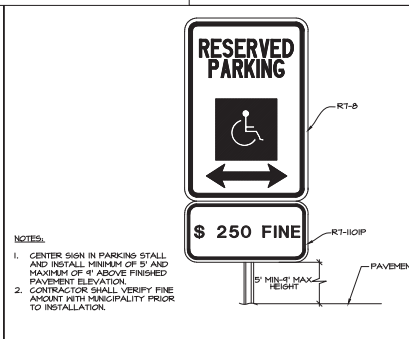 RESERVED
PARKING
R7-8
$ 250 FINE
R7-1101P
NOTES:
1. CENTER SIGN IN PARKING STALL
AND INSTALL MINIMUM OF 5' AND
MAXIMUM OF 9' ABOVE FINISHED
PAVEMENT ELEVATION.
2. CONTRACTOR SHALL VERIFY FINE
AMOUNT WITH MUNICIPALITY PRIOR
TO INSTALLATION.
5' MIN-9' MAX
HEIGHT
PAVEMEN